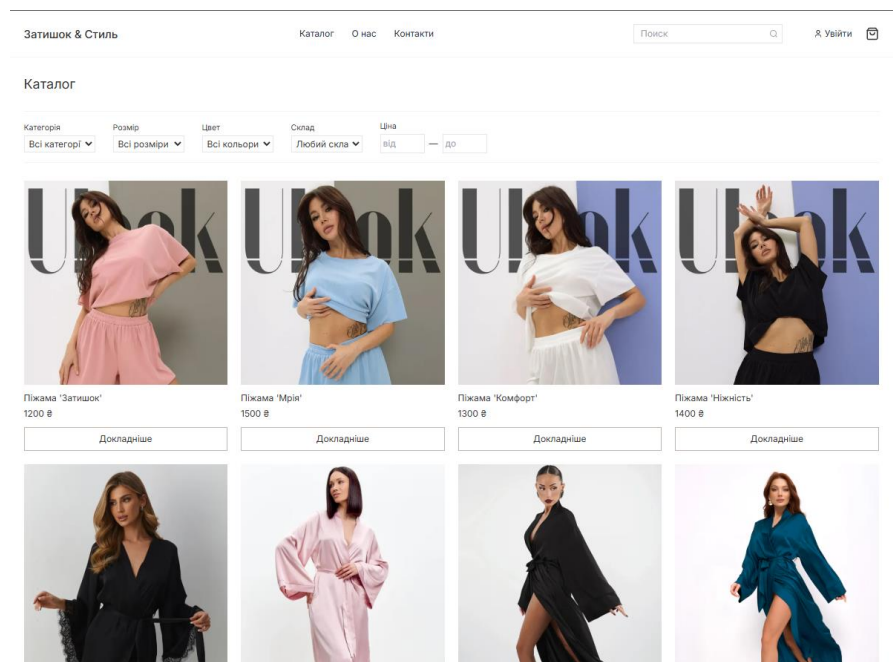 Затишок & Стиль
Каталог О нас Контакти
Поиск
Увійти
Каталог
Категорія Розмір Цвет Склад Ціна
Всі категорі Всі розміри Всі кольори Любий скла від — до
Піжама 'Затишок' Піжама 'Мрія' Піжама 'Комфорт' Піжама 'Ніжність'
1200 ₴ 1500 ₴ 1300 ₴ 1400 ₴
Докладніше Докладніше Докладніше Докладніше